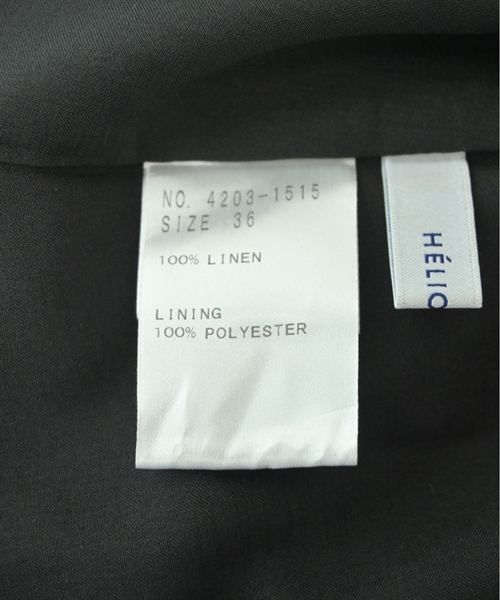 NO. 4203-1515
SIZE 36
100% LINEN
LINING
100% POLYESTER
HÉLIO